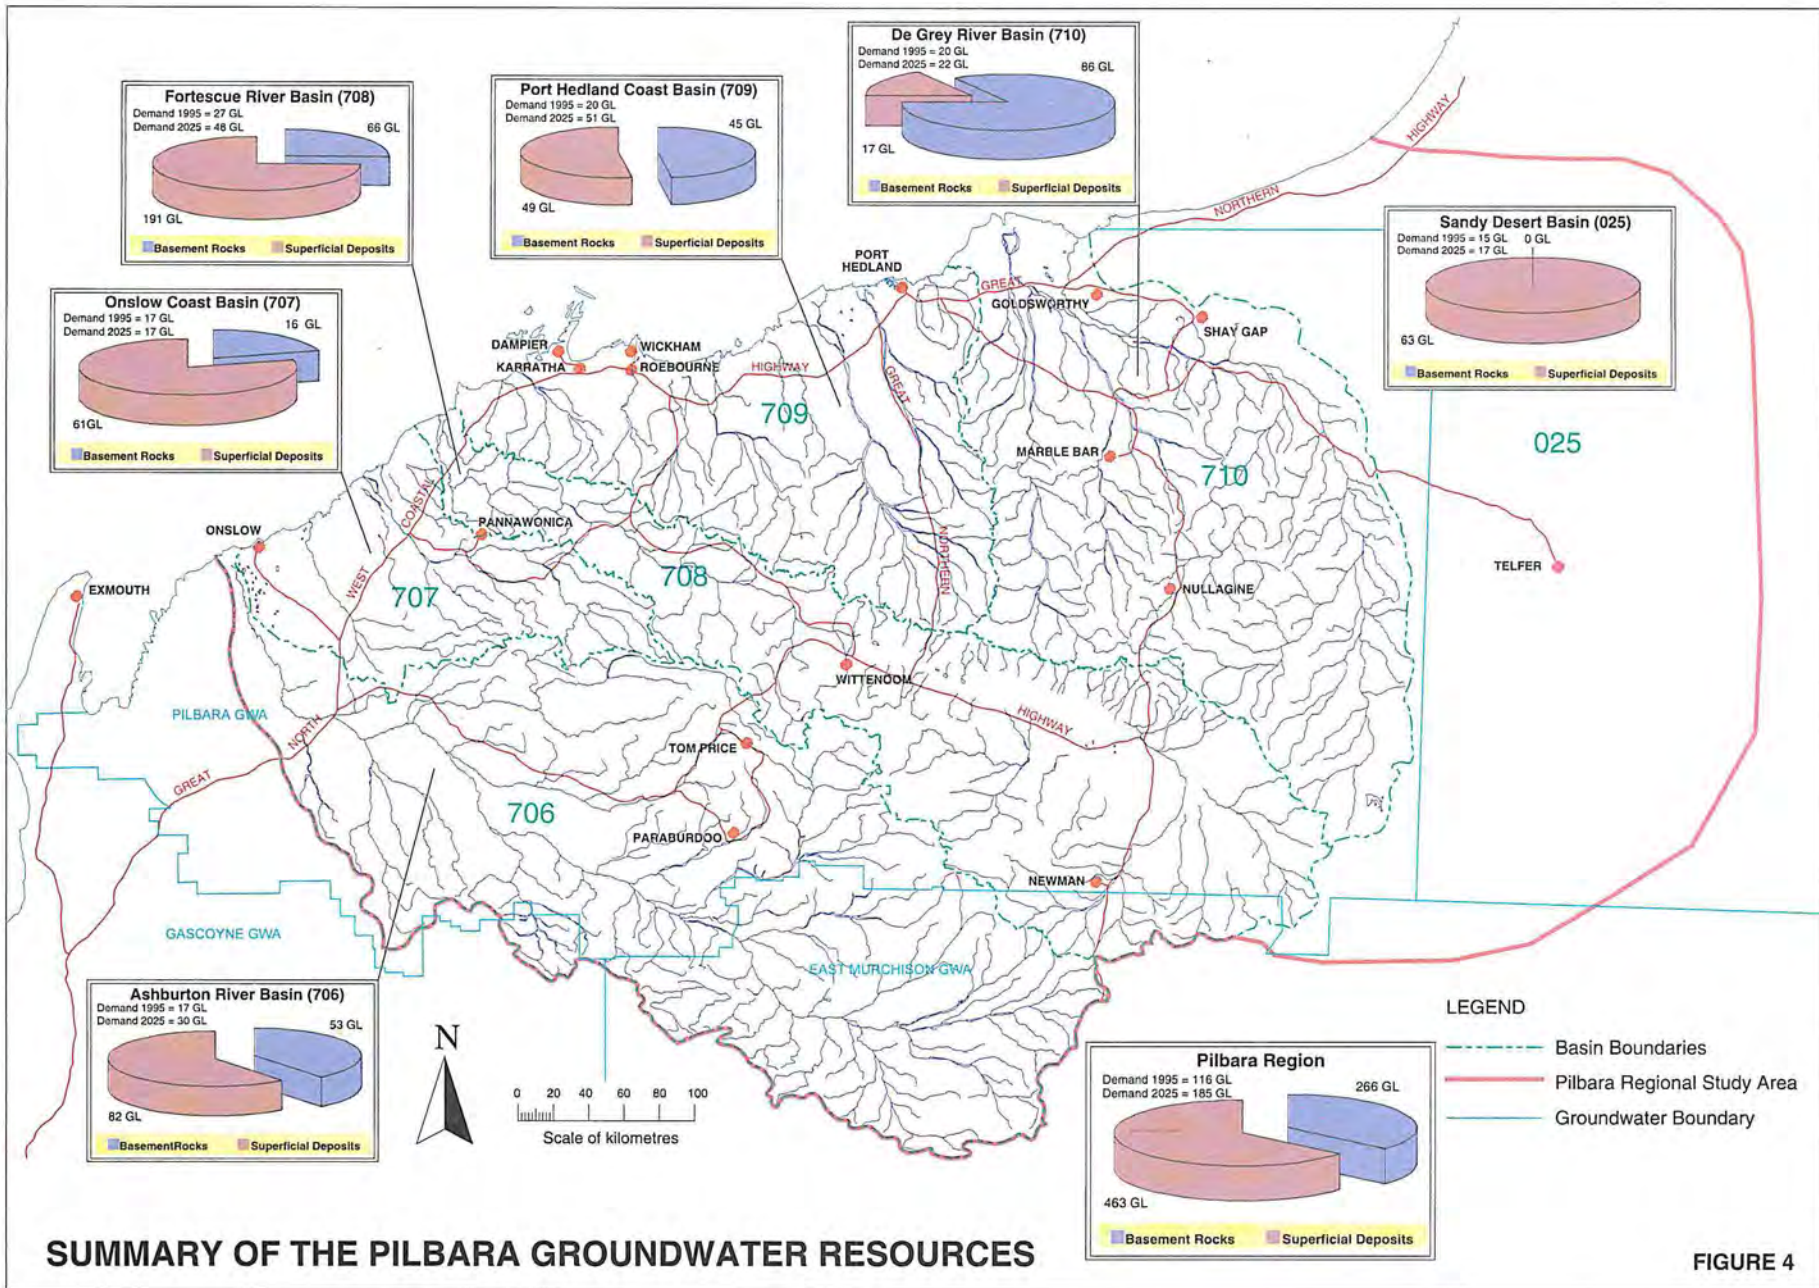 De Grey River Basin (710)
Demand 1995 = 20 GL
Demand 2025 = 22 GL
86 GL
17 GL
Basement Rocks Superficial Deposits
Fortescue River Basin (708)
Demand 1995 = 27 GL
Demand 2025 = 48 GL
66 GL
191 GL
Basement Rocks Superficial Deposits
Port Hedland Coast Basin (709)
Demand 1995 = 20 GL
Demand 2025 = 51 GL
45 GL
49 GL
Basement Rocks Superficial Deposits
Sandy Desert Basin (025)
Demand 1995 = 15 GL 0 GL
Demand 2025 = 17 GL
63 GL
Basement Rocks Superficial Deposits
Onslow Coast Basin (707)
Demand 1995 = 17 GL
Demand 2025 = 17 GL
16 GL
61GL
Basement Rocks Superficial Deposits
HIGHWAY
NORTHERN
GREAT
PORT
HEDLAND
GOLDSWORTHY
SHAY GAP
DAMPIER
WICKHAM
KARRATHA
ROEBOURNE
HIGHWAY
GREAT
709
025
MARBLE BAR
710
COASTAL
PANNAWONICA
ONSLOW
WEST
NORTHERN
708
TELFER
EXMOUTH
707
NULLAGINE
WITTENOOM
PILBARA GWA
NORTH
HIGHWAY
TOM PRICE
GREAT
706
PARABURDOO
NEWMAN
GASCOYNE GWA
EAST MURCHISON GWA
Ashburton River Basin (706)
Demand 1995 = 17 GL
Demand 2025 = 30 GL
53 GL
82 GL
BasementRocks Superficial Deposits
N
0 20 40 60 80 100
Scale of kilometres
Pilbara Region
Demand 1995 = 116 GL
Demand 2025 = 185 GL
266 GL
463 GL
Basement Rocks Superficial Deposits
LEGEND
Basin Boundaries
Pilbara Regional Study Area
Groundwater Boundary
SUMMARY OF THE PILBARA GROUNDWATER RESOURCES
FIGURE 4